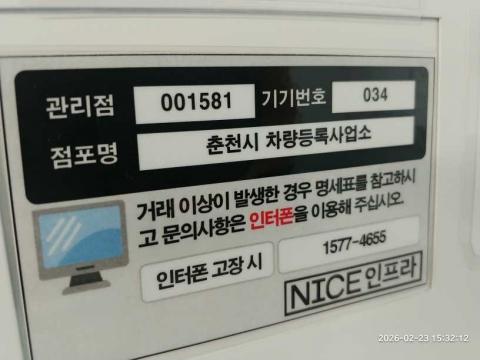 관리점 001581 기기번호 034
점포명 춘천시 차량등록사업소
거래 이상이 발생한 경우 명세표를 참고하시
고 문의사항은 인터폰을 이용해 주십시오.
인터폰 고장 시 1577-4655
NICE인프라
2026-02-23 15:32:12